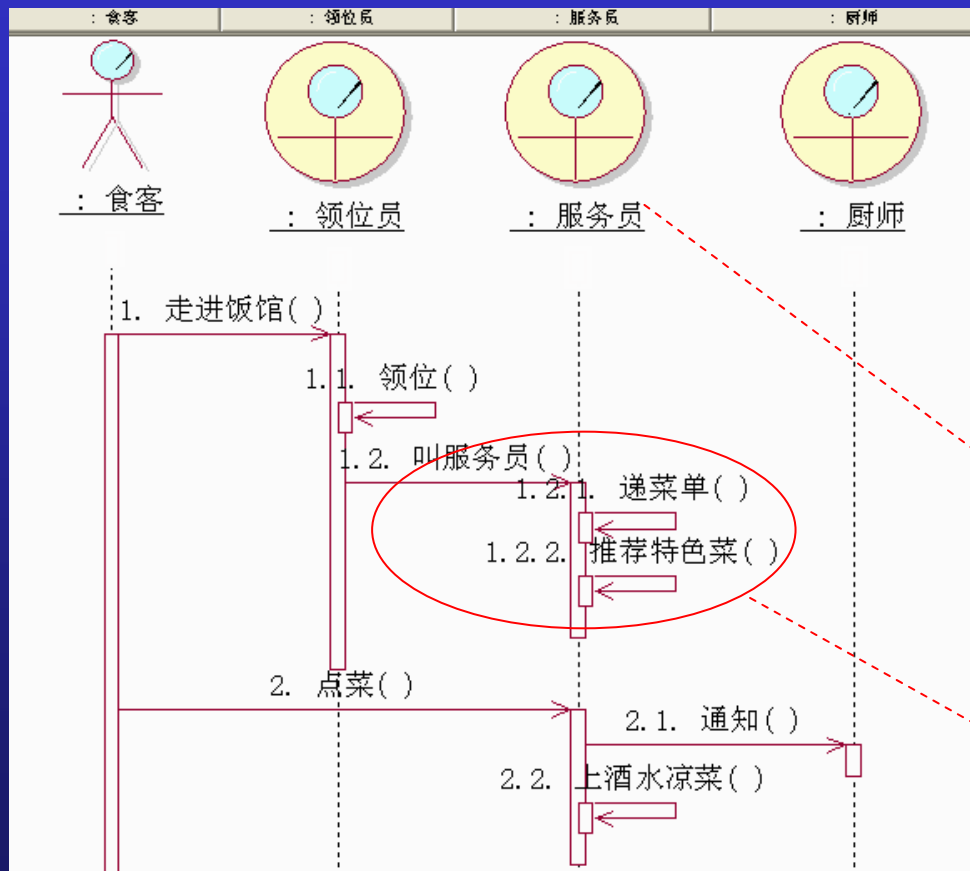 : 食客 : 领位员 : 服务员 : 厨师
: 食客 : 领位员 : 服务员 : 厨师
1. 走进饭馆( )
1.1. 领位( )
1.2. 叫服务员( )
1.2.1. 递菜单( )
1.2.2. 推荐特色菜( )
2. 点菜( )
2.1. 通知( )
2.2. 上酒水凉菜( )